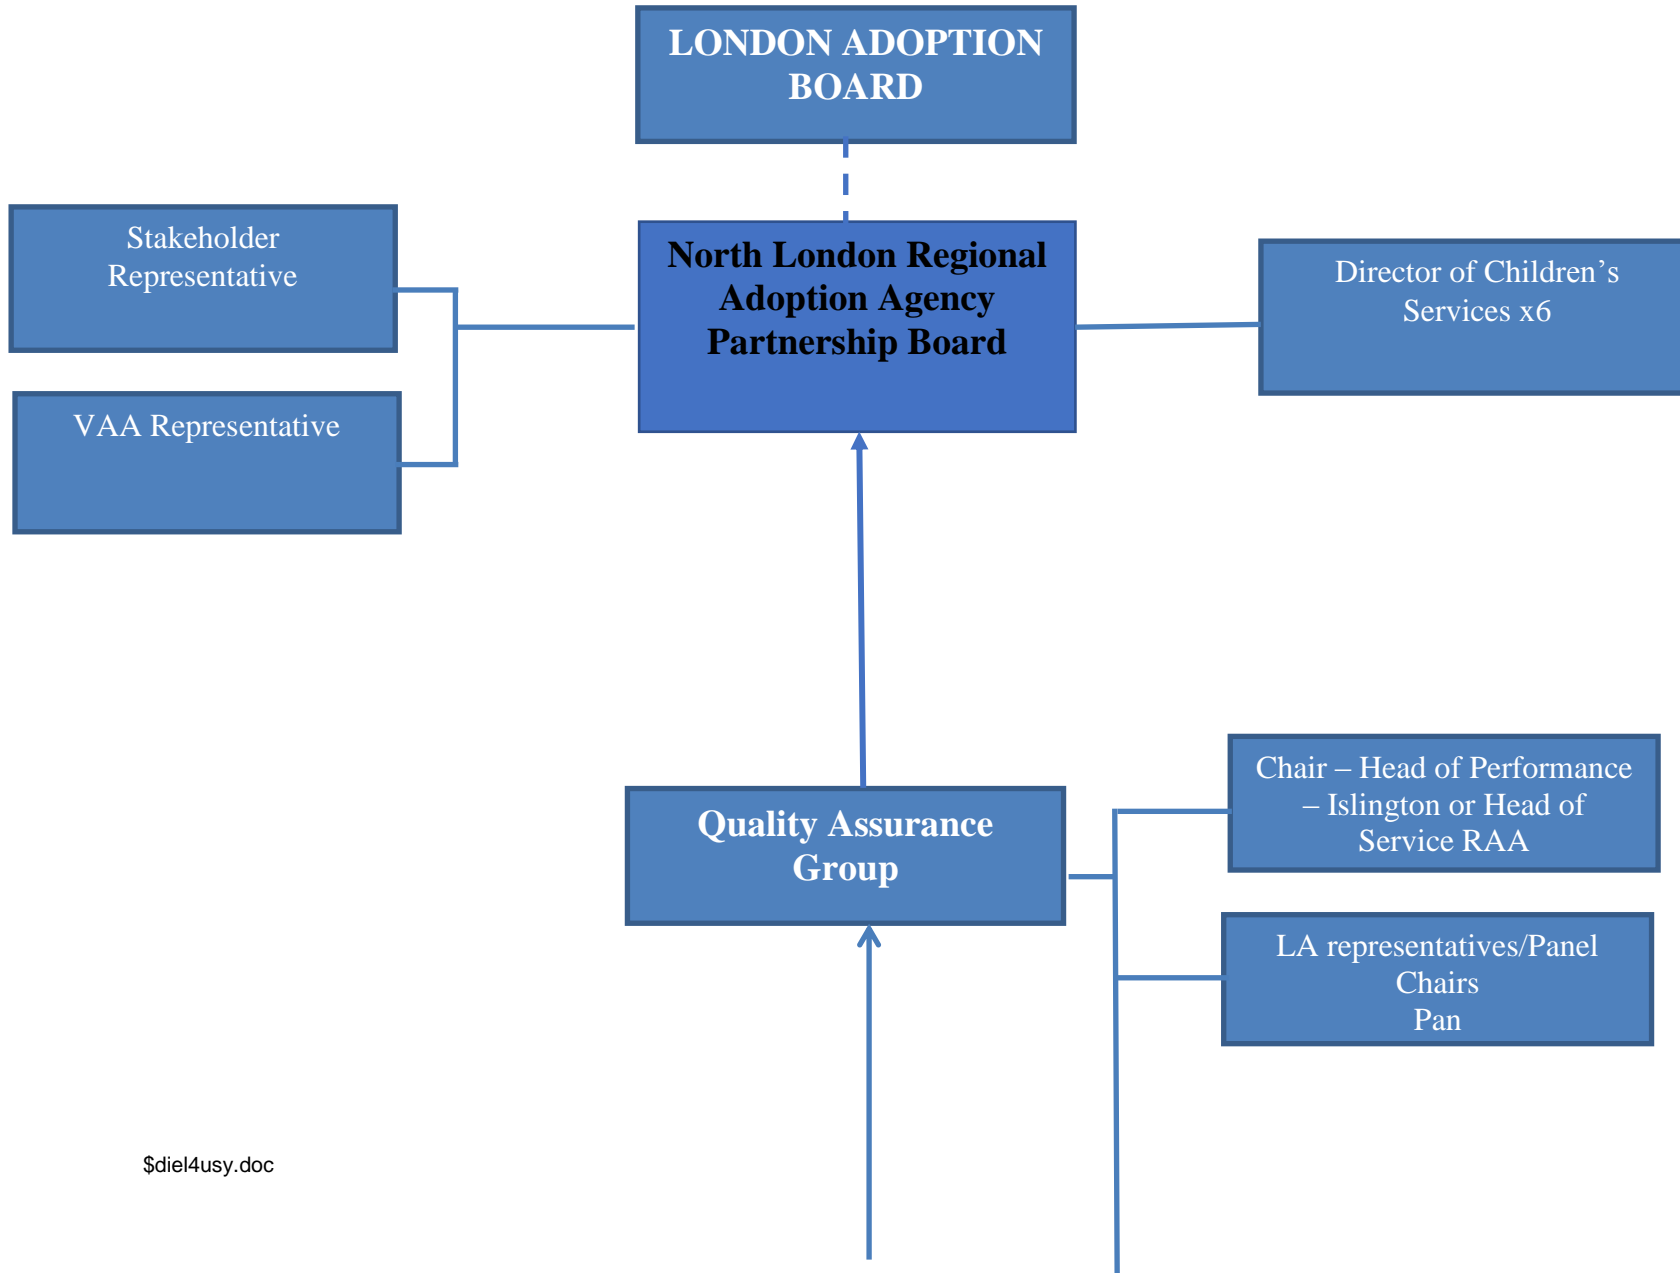 LONDON ADOPTION
BOARD
Stakeholder
Representative
North London Regional
Adoption Agency
Partnership Board
Director of Children’s
Services x6
VAA Representative
Chair – Head of Performance
– Islington or Head of
Service RAA
Quality Assurance
Group
LA representatives/Panel
Chairs
Pan
$diel4usy.doc